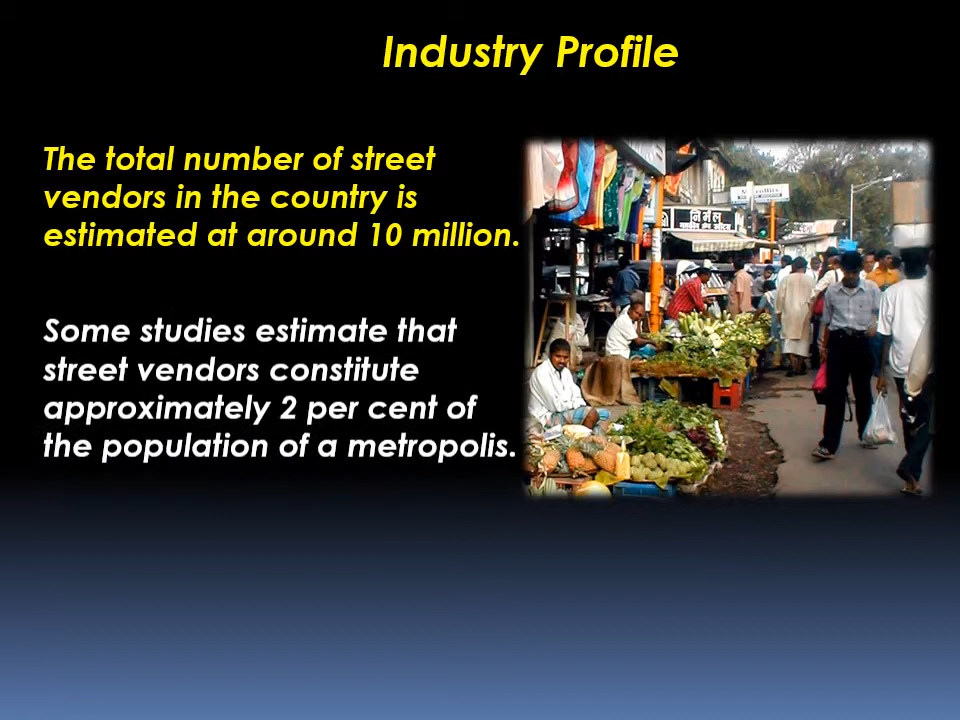 Industry Profile
The total number of street
vendors in the country is
estimated at around 10 million.
Some studies estimate that
street vendors constitute
approximately 2 per cent of
the population of a metropolis.
निर्मल